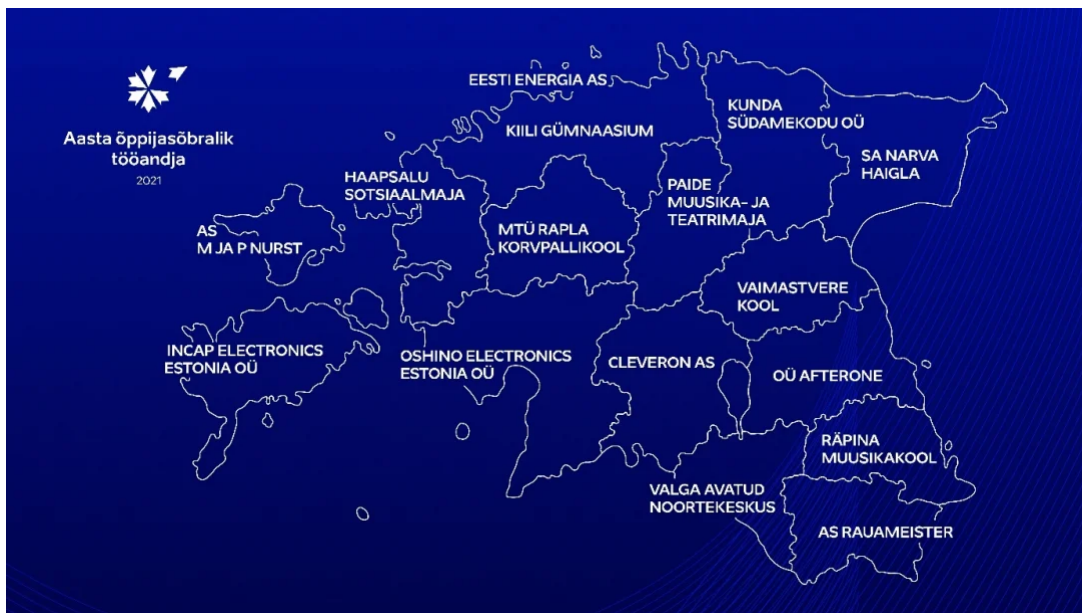 Aasta õppijasõbralik
tööandja
2021
EESTI ENERGIA AS
KIILI GÜMNAASIUM
KUNDA
SÜDAMEKODU OÜ
SA NARVA
HAIGLA
HAAPSALU
SOTSIAALMAJA
PAIDE
MUUSIKA- JA
TEATRIMAJA
AS
M JA P NURST
MTÜ RAPLA
KORVPALLIKOOL
VAIMASTVERE
KOOL
INCAP ELECTRONICS
ESTONIA OÜ
OSHINO ELECTRONICS
ESTONIA OÜ
CLEVERON AS
OÜ AFTERONE
RÄPINA
MUUSIKAKOOL
VALGA AVATUD
NOORTEKESKUS
AS RAUAMEISTER